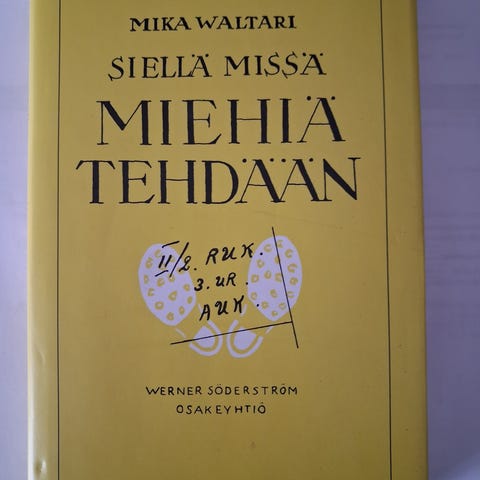 MIKA WALTARI
SIELLÄ MISSÄ
MIEHIÄ
TEHDÄÄN
II/2. RUK.
3. UR.
AUK.
WERNER SÖDERSTRÖM
OSAKEYHTIÖ